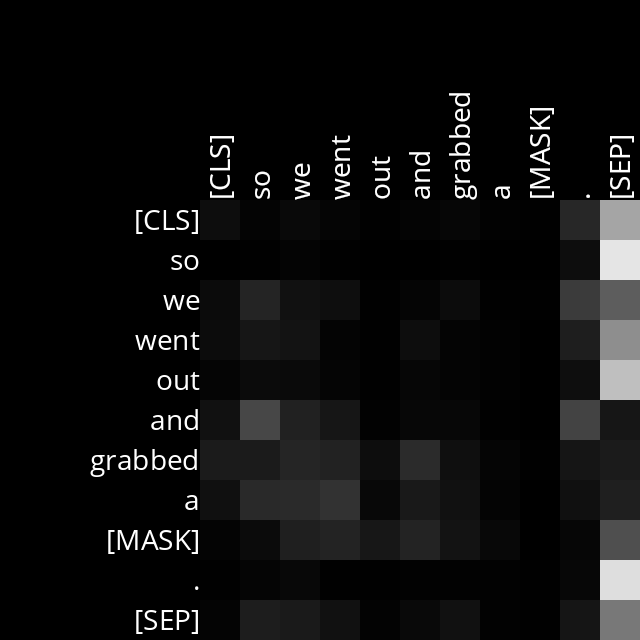 [CLS] so we went out and grabbed a [MASK] . [SEP]
[CLS]
so
we
went
out
and
grabbed
a
[MASK]
.
[SEP]